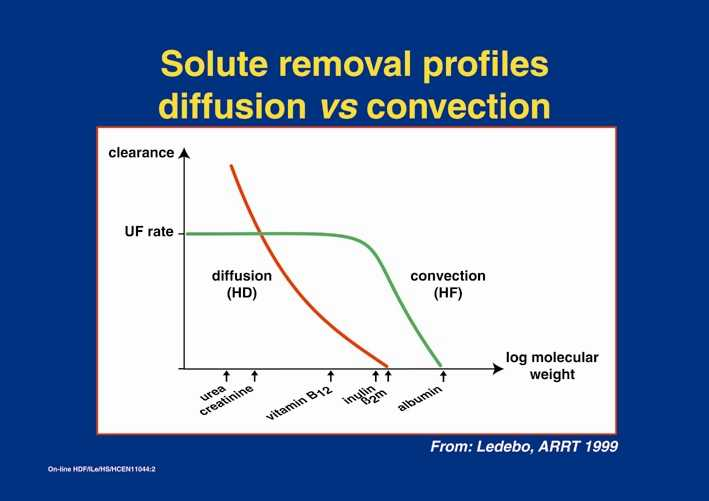 Solute removal profiles
diffusion vs convection
clearance
UF rate
diffusion
(HD)
convection
(HF)
log molecular
weight
urea
creatinine
vitamin B12
inulin
ß2m
albumin
From: Ledebo, ARRT 1999
On-line HDF/ILe/HS/HCEN11044:2